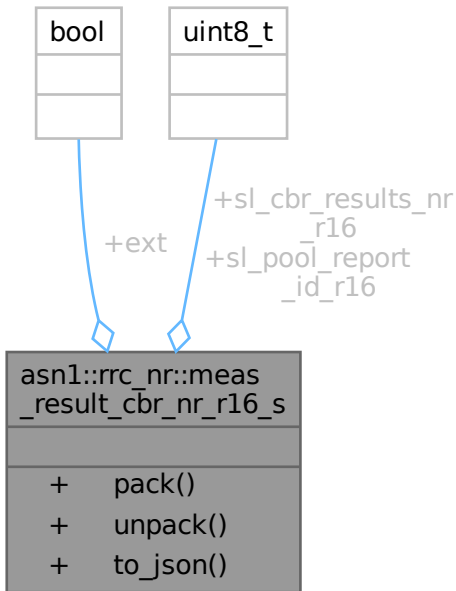 bool
uint8_t
+ext
+sl_cbr_results_nr
_r16
+sl_pool_report
_id_r16
asn1::rrc_nr::meas
_result_cbr_nr_r16_s
+ pack()
+ unpack()
+ to_json()